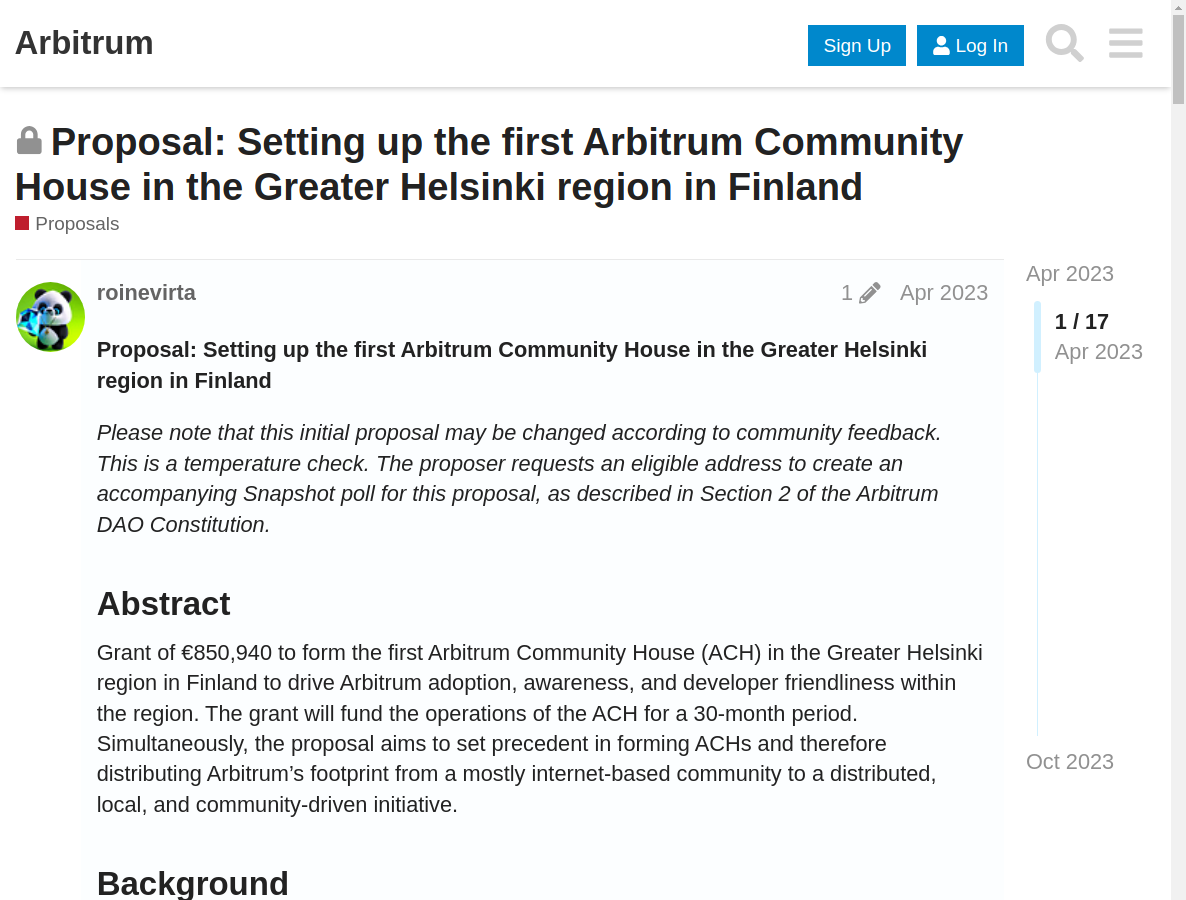 Arbitrum
Sign Up
Log In
Proposal: Setting up the first Arbitrum Community
House in the Greater Helsinki region in Finland
Proposals
roinevirta
1
Apr 2023
Proposal: Setting up the first Arbitrum Community House in the Greater Helsinki
region in Finland
Please note that this initial proposal may be changed according to community feedback.
This is a temperature check. The proposer requests an eligible address to create an
accompanying Snapshot poll for this proposal, as described in Section 2 of the Arbitrum
DAO Constitution.
Abstract
Grant of €850,940 to form the first Arbitrum Community House (ACH) in the Greater Helsinki
region in Finland to drive Arbitrum adoption, awareness, and developer friendliness within
the region. The grant will fund the operations of the ACH for a 30-month period.
Simultaneously, the proposal aims to set precedent in forming ACHs and therefore
distributing Arbitrum’s footprint from a mostly internet-based community to a distributed,
local, and community-driven initiative.
Background
Apr 2023
1 / 17
Apr 2023
Oct 2023